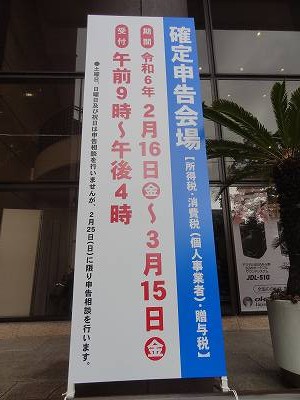 確定申告会場【所得税・消費税(個人事業者)・贈与税】
期間 令和6年 2月16日金～3月15日金
受付 午前9時～午後4時
●土曜日、日曜日及び祝日は申告相談を行いませんが、2月25日(日)に限り申告相談を行います。
JDL-S10